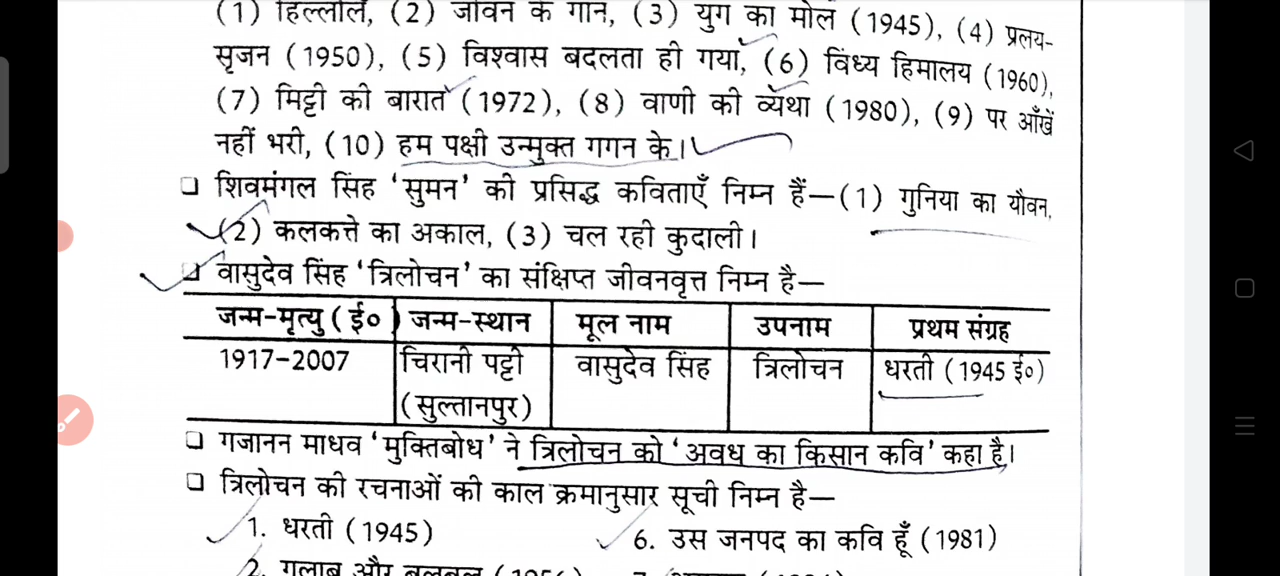 (1) हिल्लोल, (2) जीवन के गान, (3) युग का मोल (1945), (4) प्रलय-
सृजन (1950), (5) विश्वास बदलता ही गया, (6) विंध्य हिमालय (1960),
(7) मिट्टी की बारात (1972), (8) वाणी की व्यथा (1980), (9) पर आँखें
नहीं भरी, (10) हम पक्षी उन्मुक्त गगन के।
❑ शिवमंगल सिंह ‘सुमन’ की प्रसिद्ध कविताएँ निम्न हैं—(1) गुनिया का यौवन,
(2) कलकत्ते का अकाल, (3) चल रही कुदाली।
❑ वासुदेव सिंह ‘त्रिलोचन’ का संक्षिप्त जीवनवृत्त निम्न है—
जन्म-मृत्यु (ई०) जन्म-स्थान मूल नाम उपनाम प्रथम संग्रह
1917-2007 चिरानी पट्टी वासुदेव सिंह त्रिलोचन धरती (1945 ई०)
(सुल्तानपुर)
❑ गजानन माधव ‘मुक्तिबोध’ ने त्रिलोचन को ‘अवध का किसान कवि’ कहा है।
❑ त्रिलोचन की रचनाओं की काल क्रमानुसार सूची निम्न है—
1. धरती (1945) 6. उस जनपद का कवि हूँ (1981)
2. गुलाब और बुलबुल (1956)